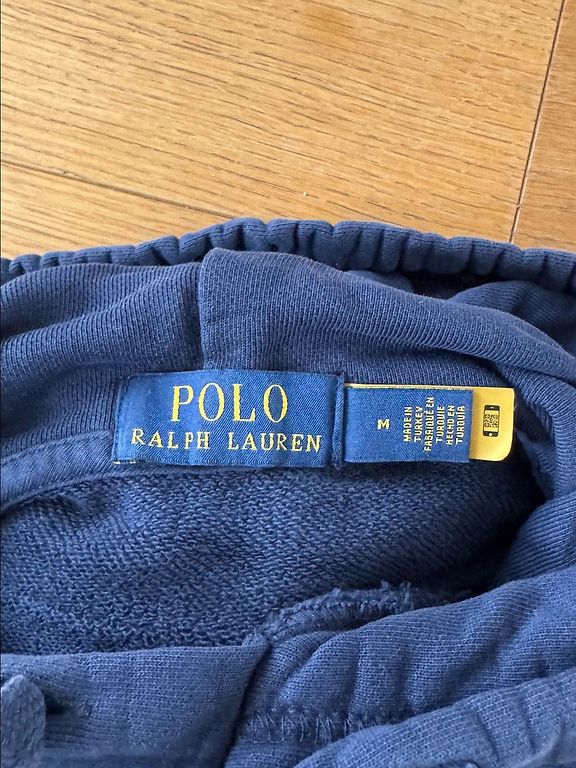 POLO
RALPH LAUREN
M
MADE IN
TURKEY
FABRIQUÉ EN
TURQUIE
HECHO EN
TURQUÍA